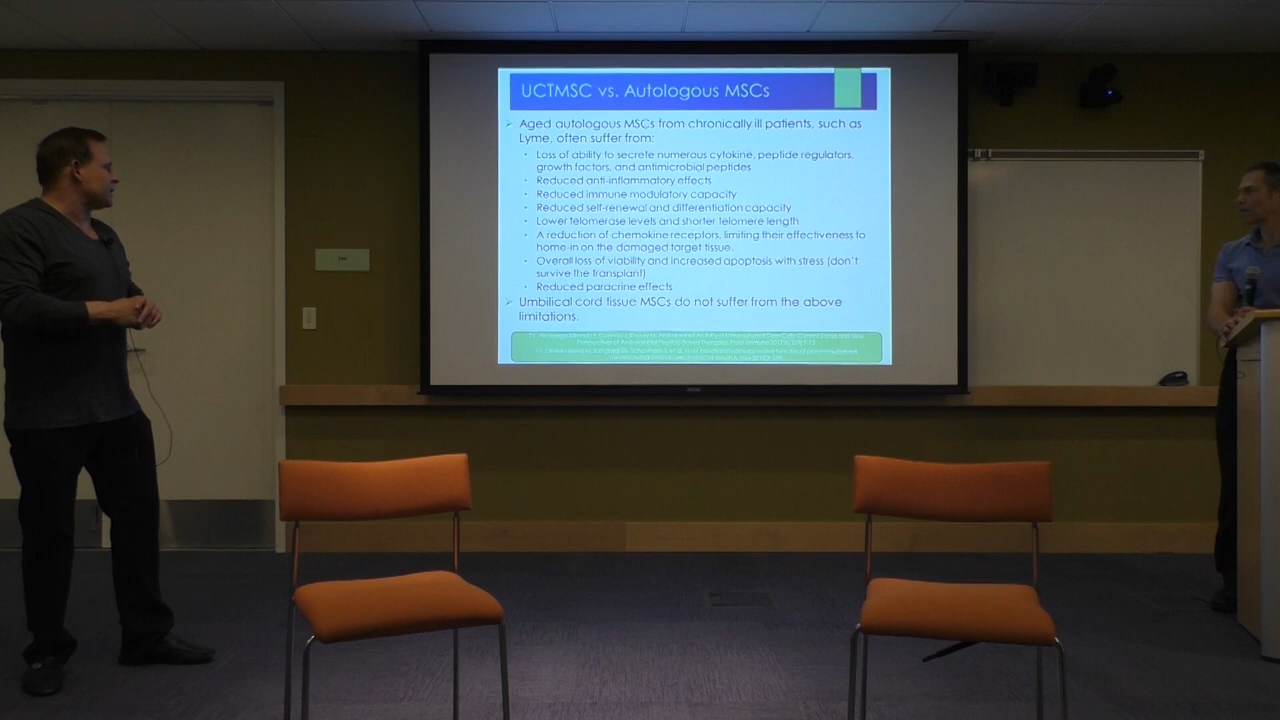 UCTMSC vs. Autologous MSCs
Aged autologous MSCs from chronically ill patients, such as
Lyme, often suffer from:
Loss of ability to secrete numerous cytokine, peptide regulators,
growth factors, and antimicrobial peptides
Reduced anti-inflammatory effects
Reduced immune modulatory capacity
Reduced self-renewal and differentiation capacity
Lower telomerase levels and shorter telomere length
A reduction of chemokine receptors, limiting their effectiveness to
home-in on the damaged target tissue.
Overall loss of viability and increased apoptosis with stress (don't
survive the transplant)
Reduced paracrine effects
Umbilical cord tissue MSCs do not suffer from the above
limitations.